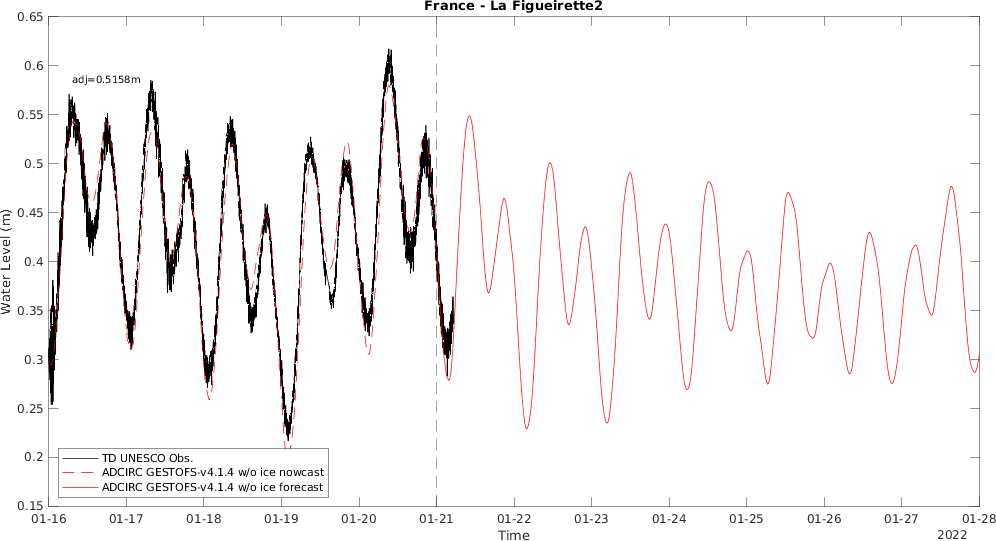 France - La Figueirette2
0.65
0.6
0.55
0.5
0.45
0.4
0.35
0.3
0.25
0.2
0.15
Water Level (m)
adj=0.5158m
TD UNESCO Obs.
ADCIRC GESTOFS-v4.1.4 w/o ice nowcast
ADCIRC GESTOFS-v4.1.4 w/o ice forecast
01-16 01-17 01-18 01-19 01-20 01-21 01-22 01-23 01-24 01-25 01-26 01-27 01-28
Time
2022